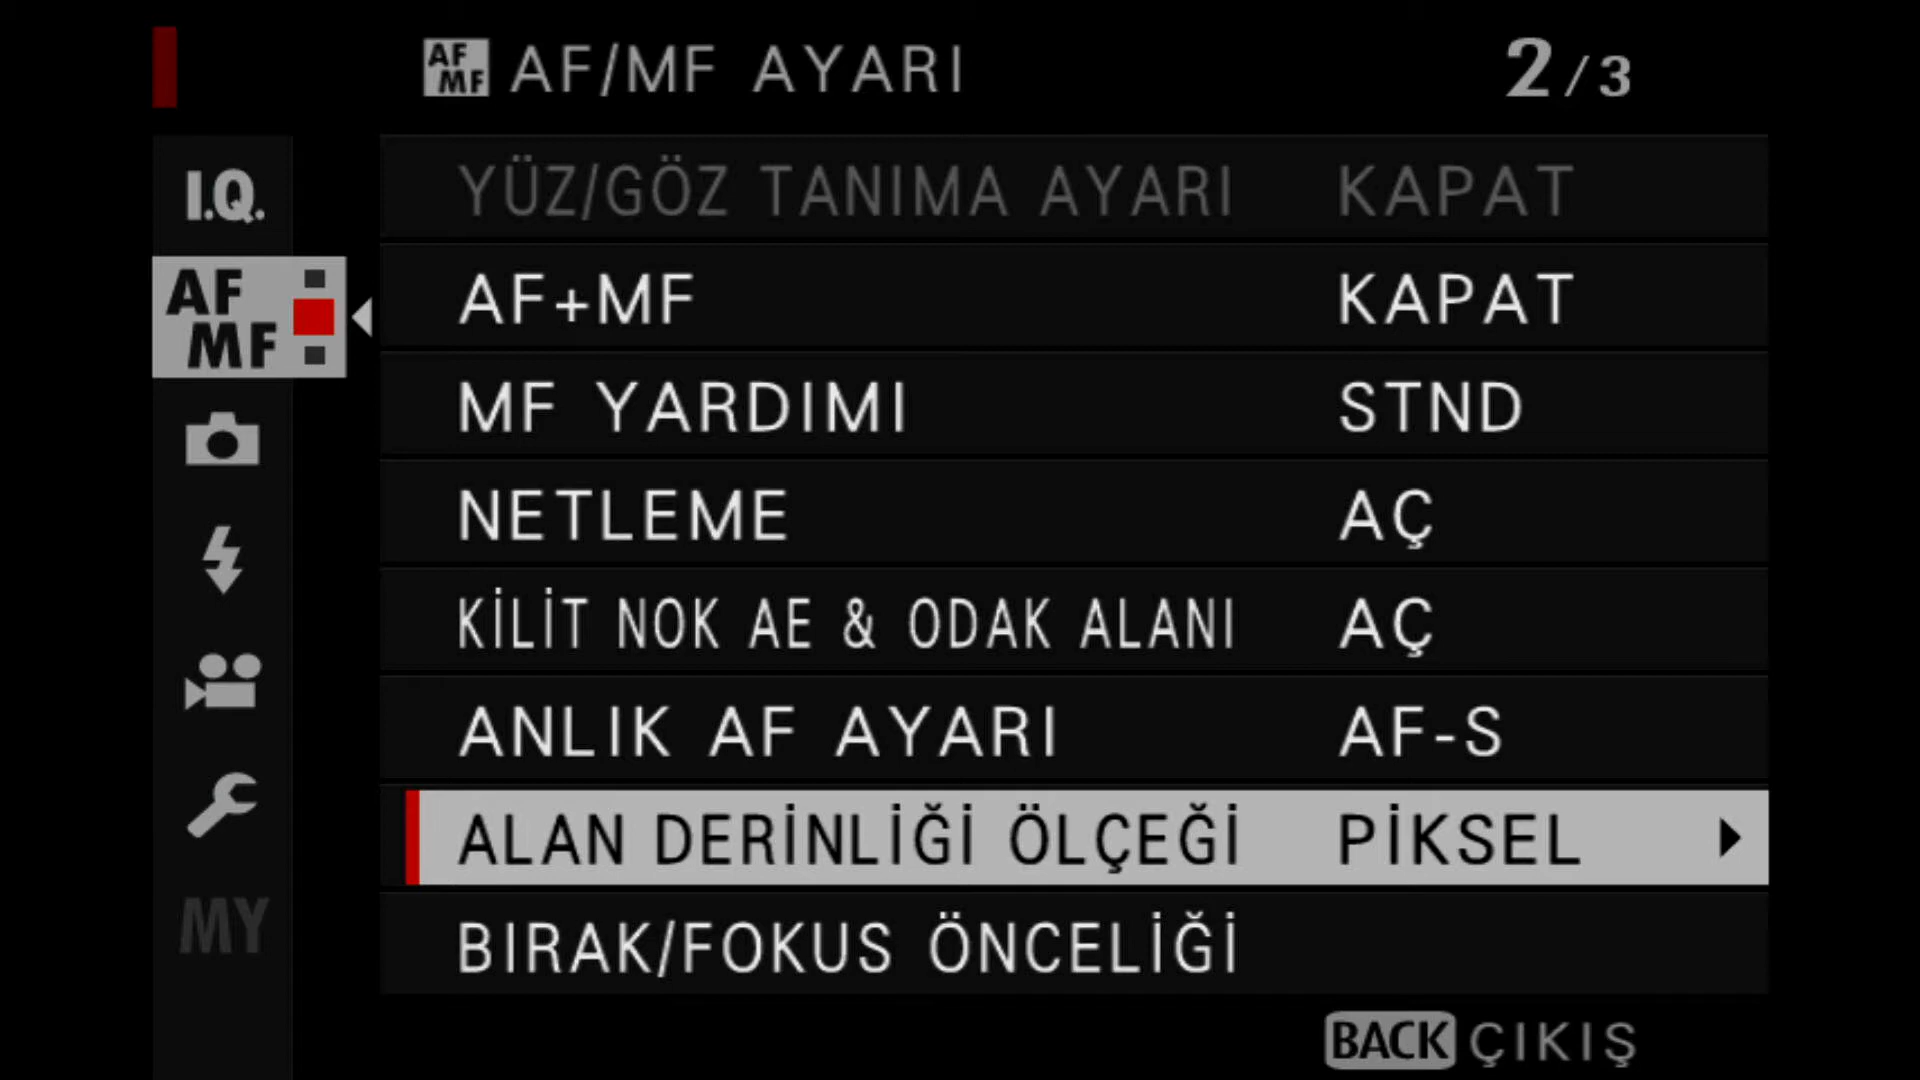 AF MF AF/MF AYARI 2/3
I.Q.
AF
MF
MY
YÜZ/GÖZ TANIMA AYARI KAPAT
AF+MF KAPAT
MF YARDIMI STND
NETLEME AÇ
KİLİT NOK AE & ODAK ALANI AÇ
ANLIK AF AYARI AF-S
ALAN DERİNLİĞİ ÖLÇEĞİ PİKSEL
BIRAK/FOKUS ÖNCELİĞİ
BACK ÇIKIŞ